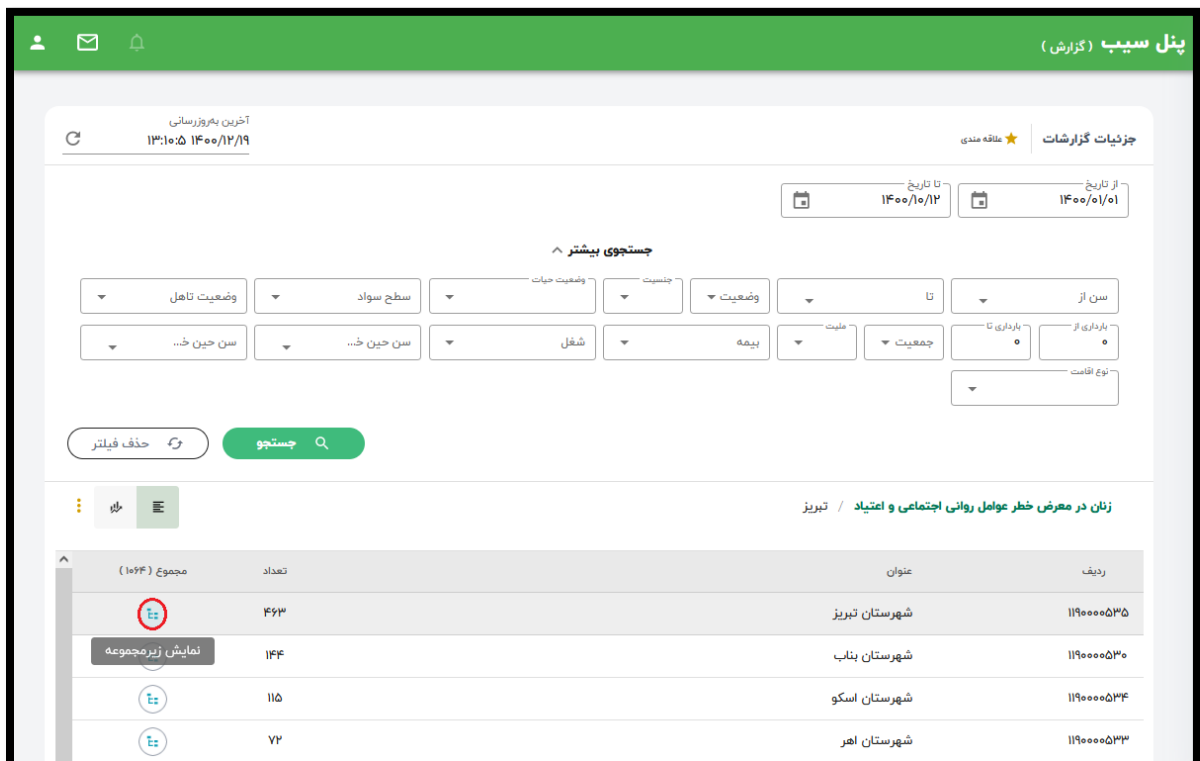 پنل سیب ( گزارش )
جزئیات گزارشات علاقه مندی
آخرین به‌روزرسانی
۱۴۰۰/۱۲/۱۹ ۱۳:۱۰:۵
از تاریخ
۱۴۰۰/۰۱/۰۱
تا تاریخ
۱۴۰۰/۱۰/۱۲
جستجوی بیشتر
سن از
تا
وضعیت
جنسیت
وضعیت حیات
سطح سواد
وضعیت تاهل
بارداری از
۰
بارداری تا
۰
جمعیت
ملیت
بیمه
شغل
سن حین خ...
سن حین خ...
نوع اقامت
جستجو
حذف فیلتر
زنان در معرض خطر عوامل روانی اجتماعی و اعتیاد / تبریز
ردیف عنوان تعداد مجموع ( ۱۰۶۴ )
۱۱۹۰۰۰۰۵۳۵ شهرستان تبریز ۴۶۳
نمایش زیرمجموعه
۱۱۹۰۰۰۰۵۳۰ شهرستان بناب ۱۴۴
۱۱۹۰۰۰۰۵۳۴ شهرستان اسکو ۱۱۵
۱۱۹۰۰۰۰۵۳۳ شهرستان اهر ۷۲